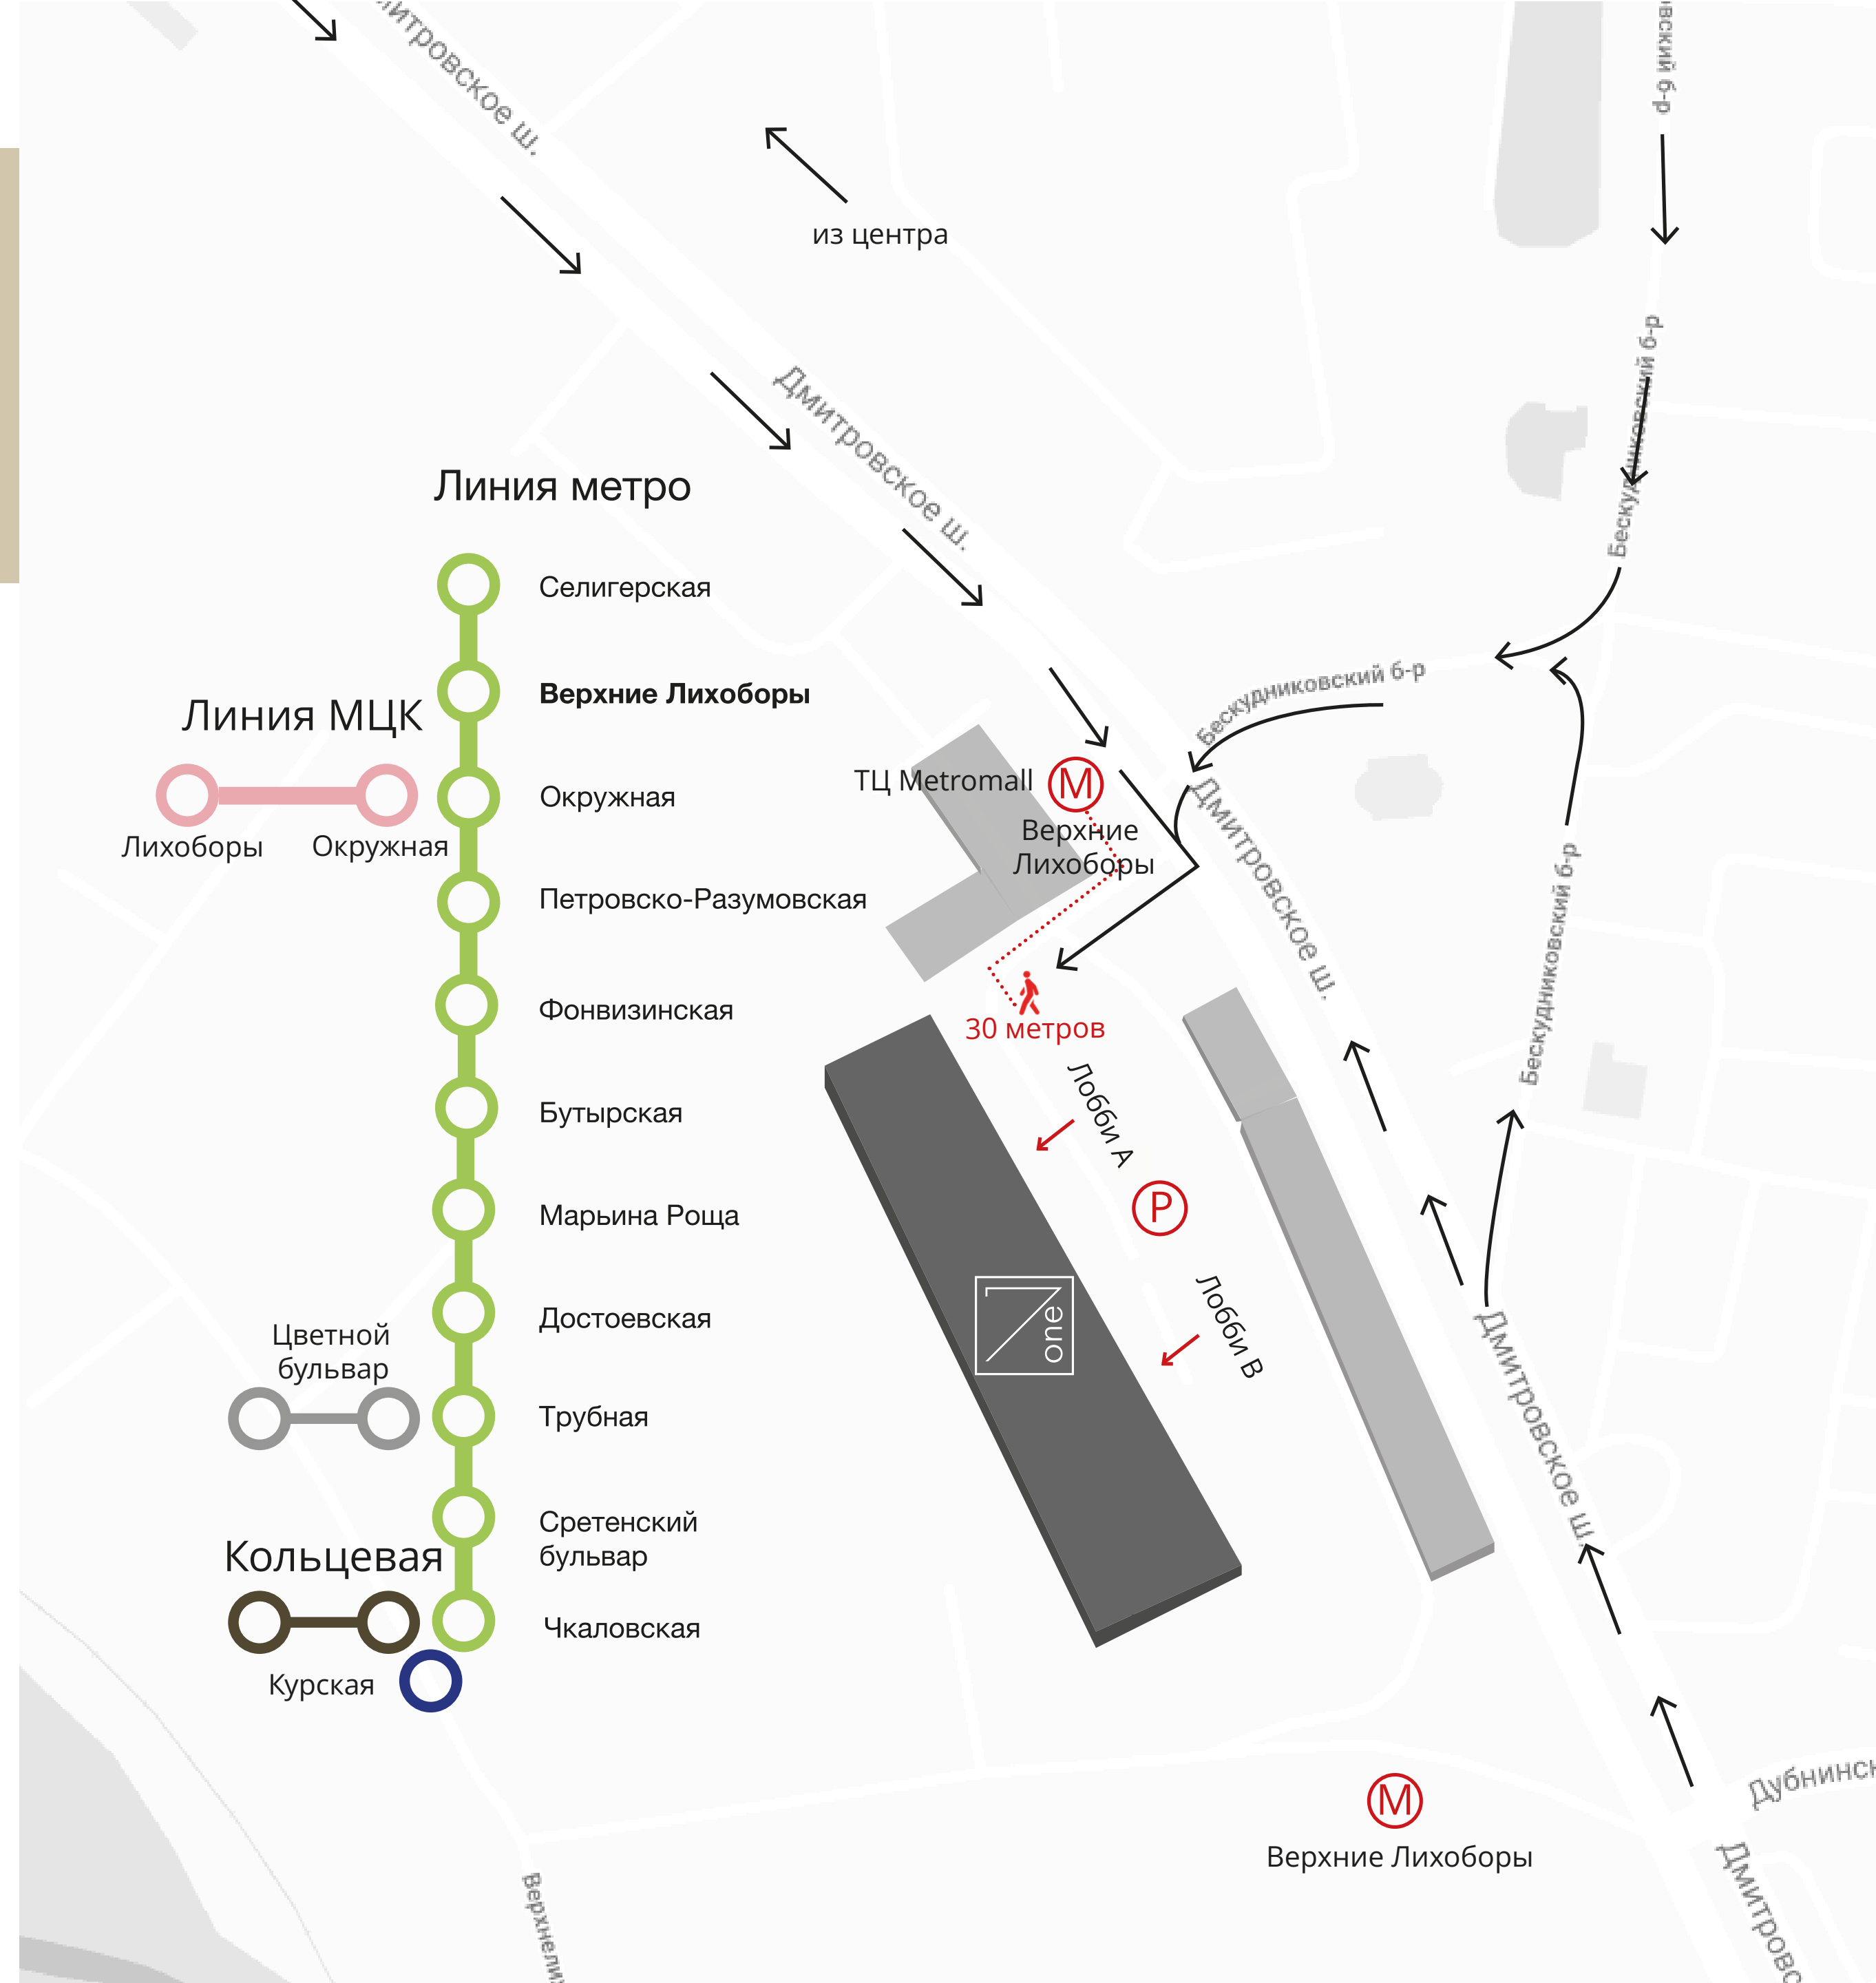 Дмитровское ш.
из центра
Дмитровское ш.
Бескудниковский б-р
Бескудниковский б-р
Линия метро
Селигерская
Верхние Лихоборы
Линия МЦК
Лихоборы
Окружная
Окружная
Петровско-Разумовская
Фонвизинская
Бутырская
Марьина Роща
Достоевская
Цветной
бульвар
Трубная
Сретенский
бульвар
Кольцевая
Чкаловская
Курская
ТЦ Metromall
М
Верхние
Лихоборы
Дмитровское ш.
Бескудниковский б-р
30 метров
Лобби А
P
Лобби В
one
Дмитровское ш.
М
Верхние Лихоборы